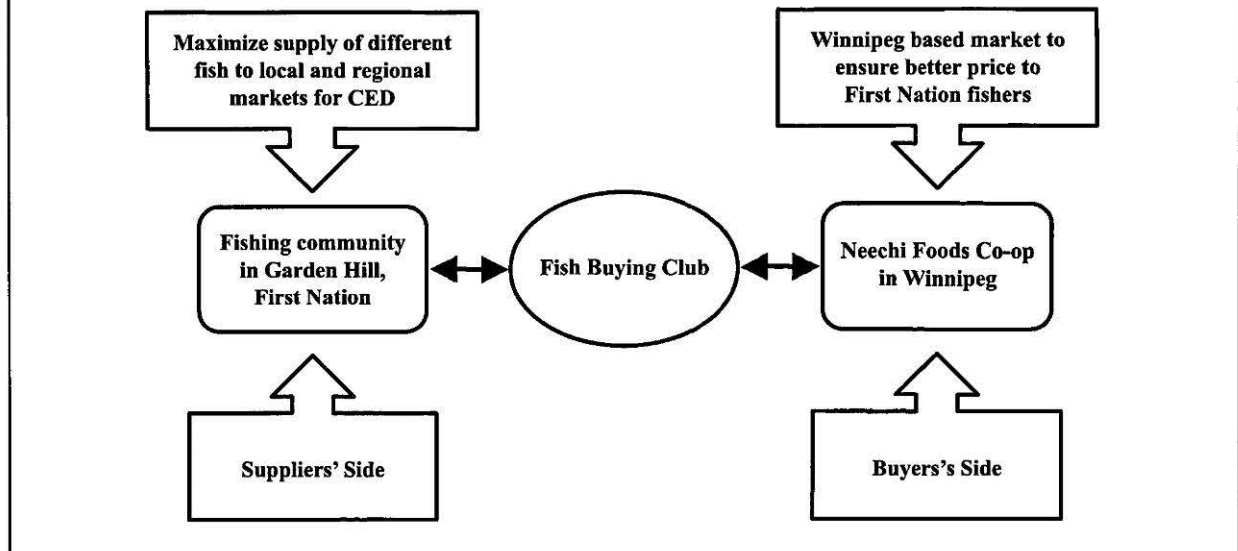 Maximize supply of different
fish to local and regional
markets for CED
Winnipeg based market to
ensure better price to
First Nation fishers
Fishing community
in Garden Hill,
First Nation
Fish Buying Club
Neechi Foods Co-op
in Winnipeg
Suppliers' Side
Buyers's Side